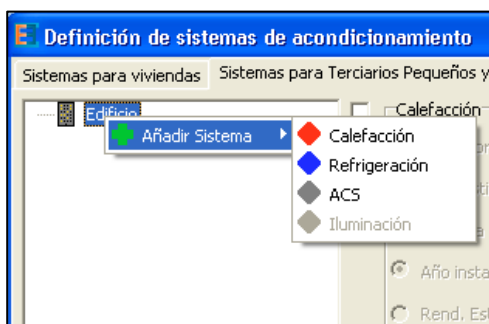 Definición de sistemas de acondicionamiento
Sistemas para viviendas Sistemas para Terciarios Pequeños y
Edificio Calefacción
Añadir Sistema Calefacción
Refrigeración
ACS
Iluminación
Año insta
Rend. Est